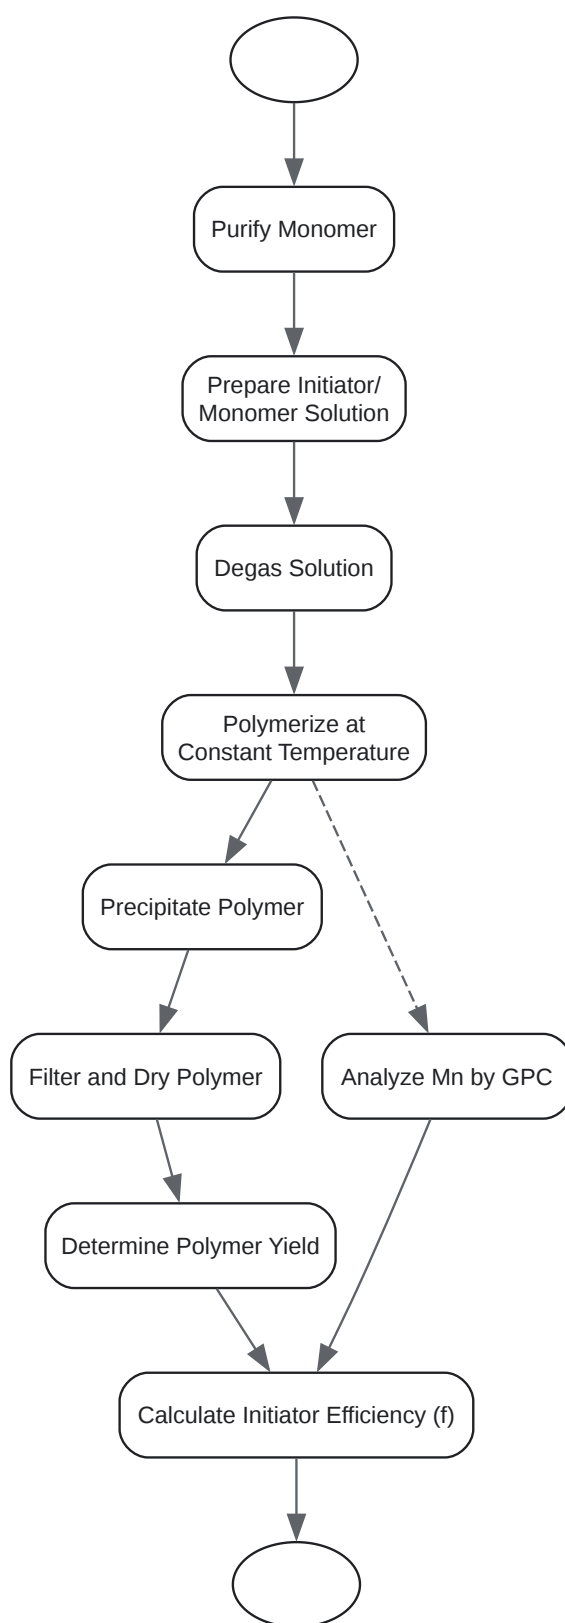 Purify Monomer
Prepare Initiator/
Monomer Solution
Degas Solution
Polymerize at
Constant Temperature
Precipitate Polymer
Filter and Dry Polymer
Analyze Mn by GPC
Determine Polymer Yield
Calculate Initiator Efficiency (f)